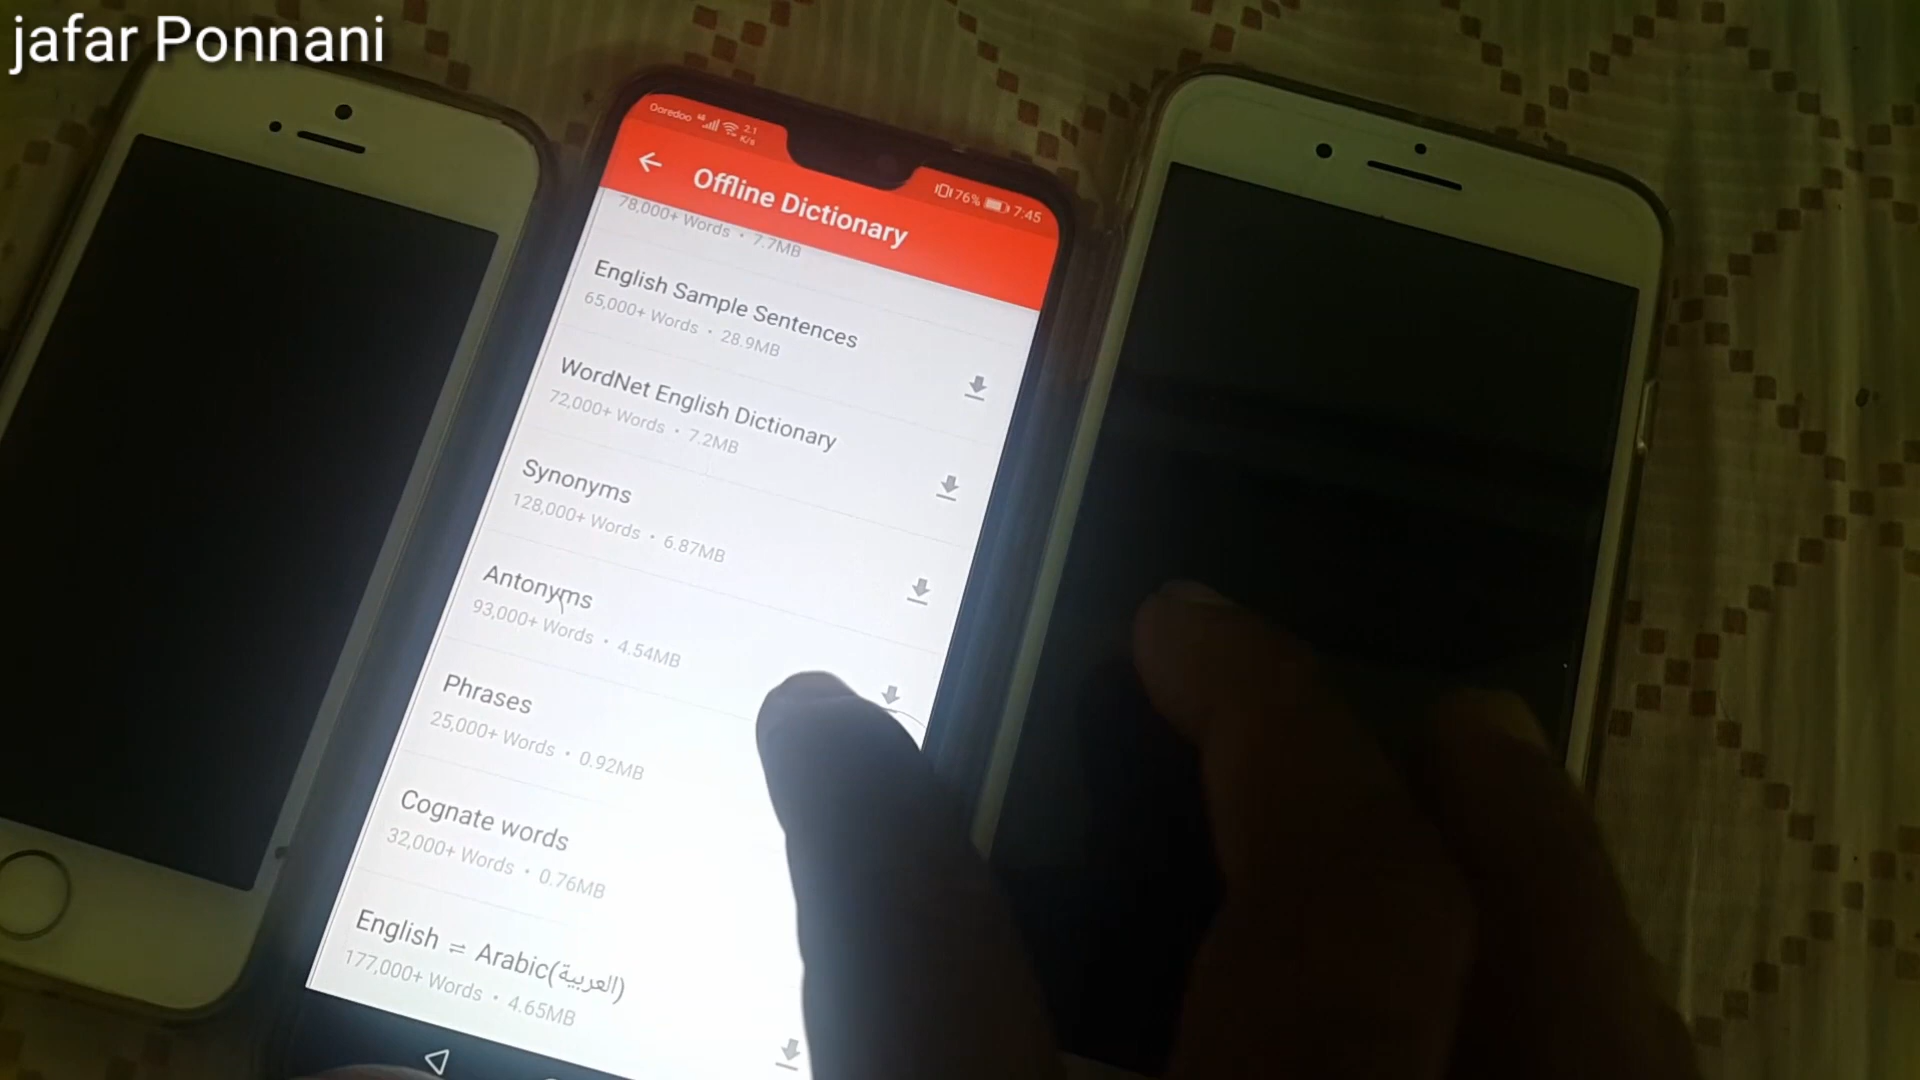 jafar Ponnani
Ooredoo 2.1 K/s
76% 7:45
Offline Dictionary
78,000+ Words • 7.7MB
English Sample Sentences
65,000+ Words • 28.9MB
WordNet English Dictionary
72,000+ Words • 7.2MB
Synonyms
128,000+ Words • 6.87MB
Antonyms
93,000+ Words • 4.54MB
Phrases
25,000+ Words • 0.92MB
Cognate words
32,000+ Words • 0.76MB
English ⇌ Arabic(العربية)
177,000+ Words • 4.65MB